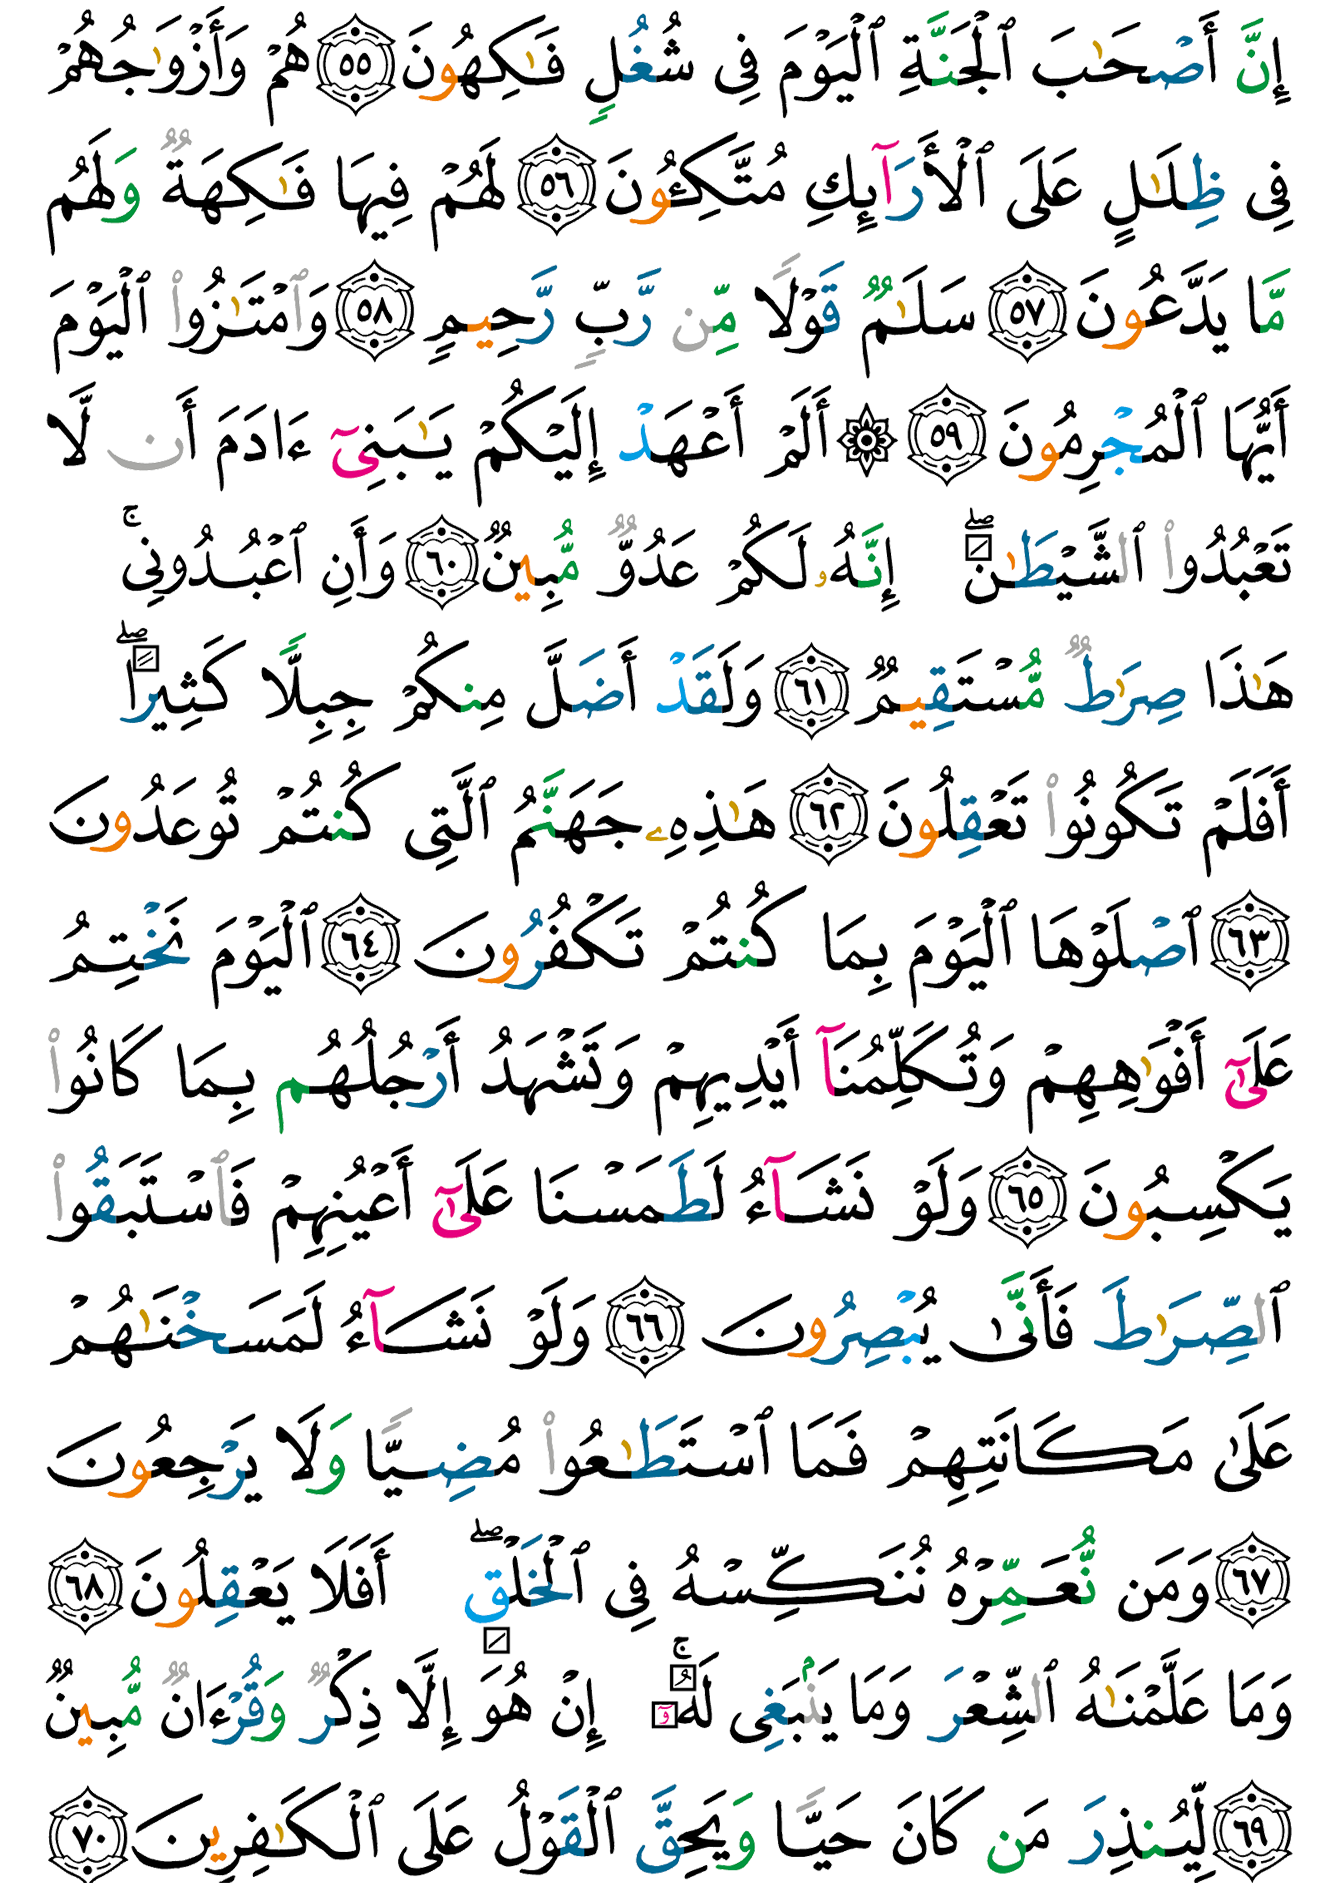 إِنَّ أَصْحَـٰبَ ٱلْجَنَّةِ ٱلْيَوْمَ فِى شُغُلٍ فَـٰكِهُونَ ٥٥ هُمْ وَأَزْوَٰجُهُمْ
فِى ظِلَـٰلٍ عَلَى ٱلْأَرَآئِكِ مُتَّكِـُٔونَ ٥٦ لَهُمْ فِيهَا فَـٰكِهَةٌ وَلَهُم
مَّا يَدَّعُونَ ٥٧ سَلَـٰمٌ قَوْلًا مِّن رَّبٍّ رَّحِيمٍ ٥٨ وَٱمْتَـٰزُوا۟ ٱلْيَوْمَ
أَيُّهَا ٱلْمُجْرِمُونَ ٥٩ ۞ أَلَمْ أَعْهَدْ إِلَيْكُمْ يَـٰبَنِىٓ ءَادَمَ أَن لَّا
تَعْبُدُوا۟ ٱلشَّيْطَـٰنَ ۖ إِنَّهُۥ لَكُمْ عَدُوٌّ مُّبِينٌ ٦٠ وَأَنِ ٱعْبُدُونِى ۚ
هَـٰذَا صِرَٰطٌ مُّسْتَقِيمٌ ٦١ وَلَقَدْ أَضَلَّ مِنكُمْ جِبِلًّا كَثِيرًا ۖ
أَفَلَمْ تَكُونُوا۟ تَعْقِلُونَ ٦٢ هَـٰذِهِۦ جَهَنَّمُ ٱلَّتِى كُنتُمْ تُوعَدُونَ
٦٣ ٱصْلَوْهَا ٱلْيَوْمَ بِمَا كُنتُمْ تَكْفُرُونَ ٦٤ ٱلْيَوْمَ نَخْتِمُ
عَلَىٰٓ أَفْوَٰهِهِمْ وَتُكَلِّمُنَآ أَيْدِيهِمْ وَتَشْهَدُ أَرْجُلُهُم بِمَا كَانُوا۟
يَكْسِبُونَ ٦٥ وَلَوْ نَشَآءُ لَطَمَسْنَا عَلَىٰٓ أَعْيُنِهِمْ فَٱسْتَبَقُوا۟
ٱلصِّرَٰطَ فَأَنَّىٰ يُبْصِرُونَ ٦٦ وَلَوْ نَشَآءُ لَمَسَخْنَـٰهُمْ
عَلَىٰ مَكَانَتِهِمْ فَمَا ٱسْتَطَـٰعُوا۟ مُضِيًّا وَلَا يَرْجِعُونَ
٦٧ وَمَن نُّعَمِّرْهُ نُنَكِّسْهُ فِى ٱلْخَلْقِ ۖ أَفَلَا يَعْقِلُونَ ٦٨
وَمَا عَلَّمْنَـٰهُ ٱلشِّعْرَ وَمَا يَنۢبَغِى لَهُۥٓ ۚ إِنْ هُوَ إِلَّا ذِكْرٌ وَقُرْءَانٌ مُّبِينٌ
٦٩ لِّيُنذِرَ مَن كَانَ حَيًّا وَيَحِقَّ ٱلْقَوْلُ عَلَى ٱلْكَـٰفِرِينَ ٧٠